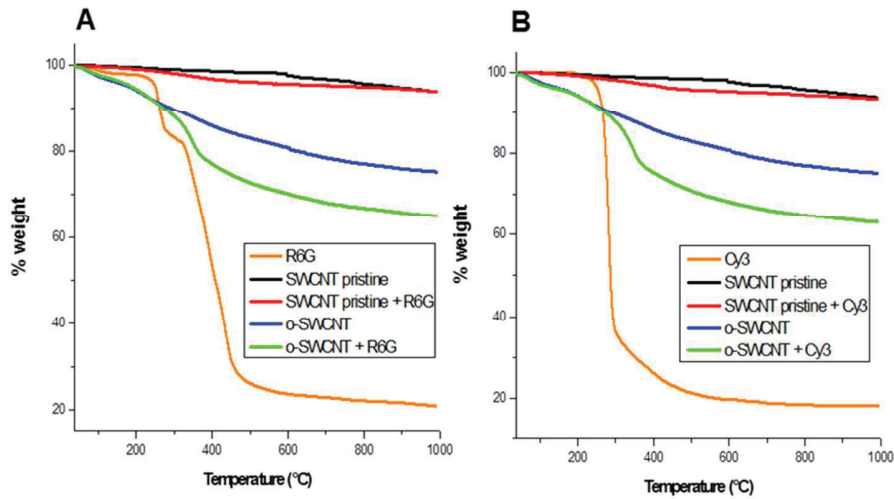 A
% weight
100
80
60
40
20
R6G
SWCNT pristine
SWCNT pristine + R6G
o-SWCNT
o-SWCNT + R6G
200
400
600
800
1000
Temperature (°C)
B
% weight
100
80
60
40
20
Cy3
SWCNT pristine
SWCNT pristine + Cy3
o-SWCNT
o-SWCNT + Cy3
200
400
600
800
1000
Temperature (°C)